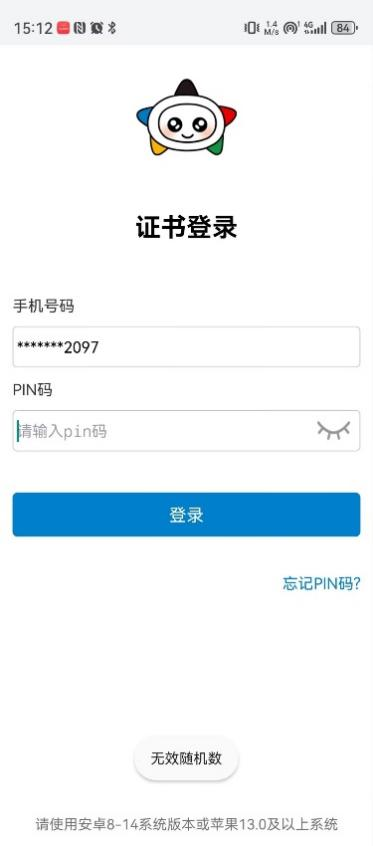 15:12
1.4
M/s
4G
84
证书登录
手机号码
*******2097
PIN码
请输入pin码
登录
忘记PIN码?
无效随机数
请使用安卓8-14系统版本或苹果13.0及以上系统